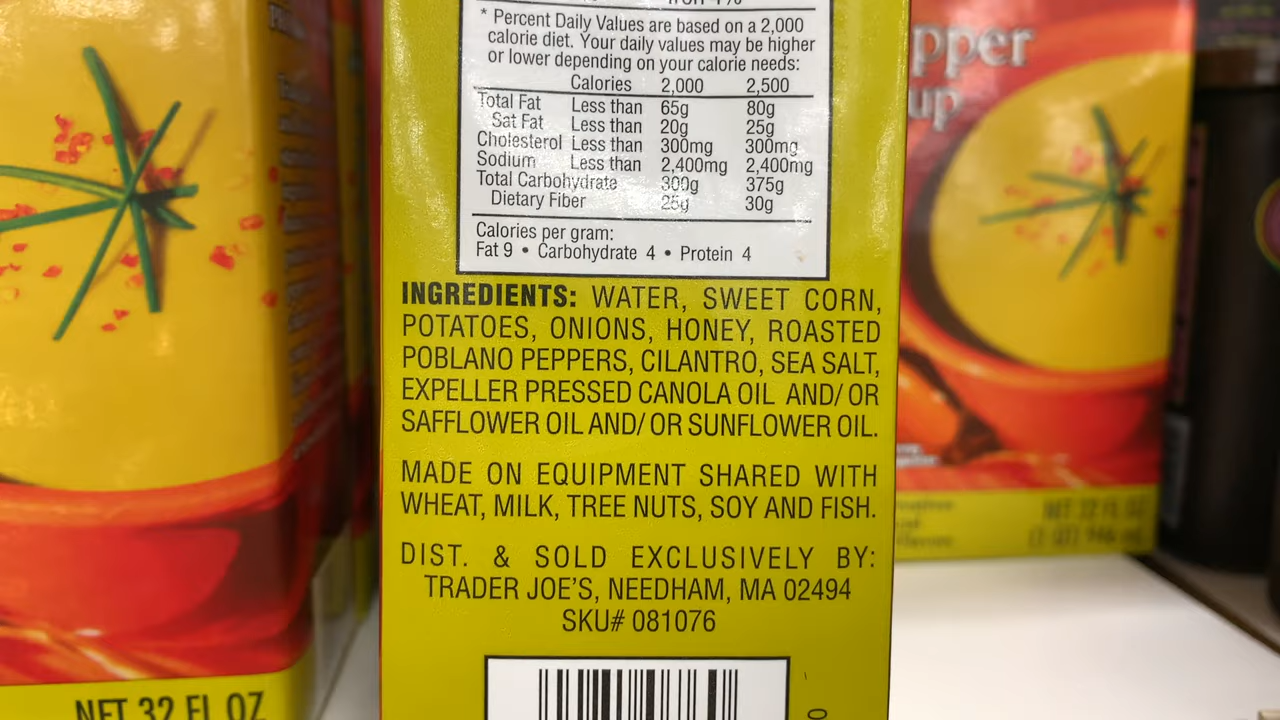 * Percent Daily Values are based on a 2,000
calorie diet. Your daily values may be higher
or lower depending on your calorie needs:
Calories 2,000 2,500
Total Fat Less than 65g 80g
Sat Fat Less than 20g 25g
Cholesterol Less than 300mg 300mg
Sodium Less than 2,400mg 2,400mg
Total Carbohydrate 300g 375g
Dietary Fiber 25g 30g
Calories per gram:
Fat 9 • Carbohydrate 4 • Protein 4
INGREDIENTS: WATER, SWEET CORN,
POTATOES, ONIONS, HONEY, ROASTED
POBLANO PEPPERS, CILANTRO, SEA SALT,
EXPELLER PRESSED CANOLA OIL AND/ OR
SAFFLOWER OIL AND/ OR SUNFLOWER OIL.
MADE ON EQUIPMENT SHARED WITH
WHEAT, MILK, TREE NUTS, SOY AND FISH.
DIST. & SOLD EXCLUSIVELY BY:
TRADER JOE'S, NEEDHAM, MA 02494
SKU# 081076
NET 32 FL OZ
pper
up
NET 32 FL OZ